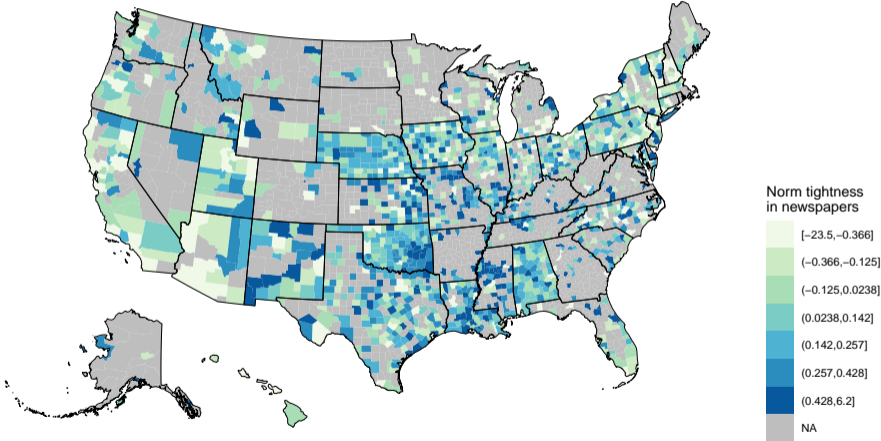 Norm tightness
in newspapers
[−23.5,−0.366]
(−0.366,−0.125]
(−0.125,0.0238]
(0.0238,0.142]
(0.142,0.257]
(0.257,0.428]
(0.428,6.2]
NA